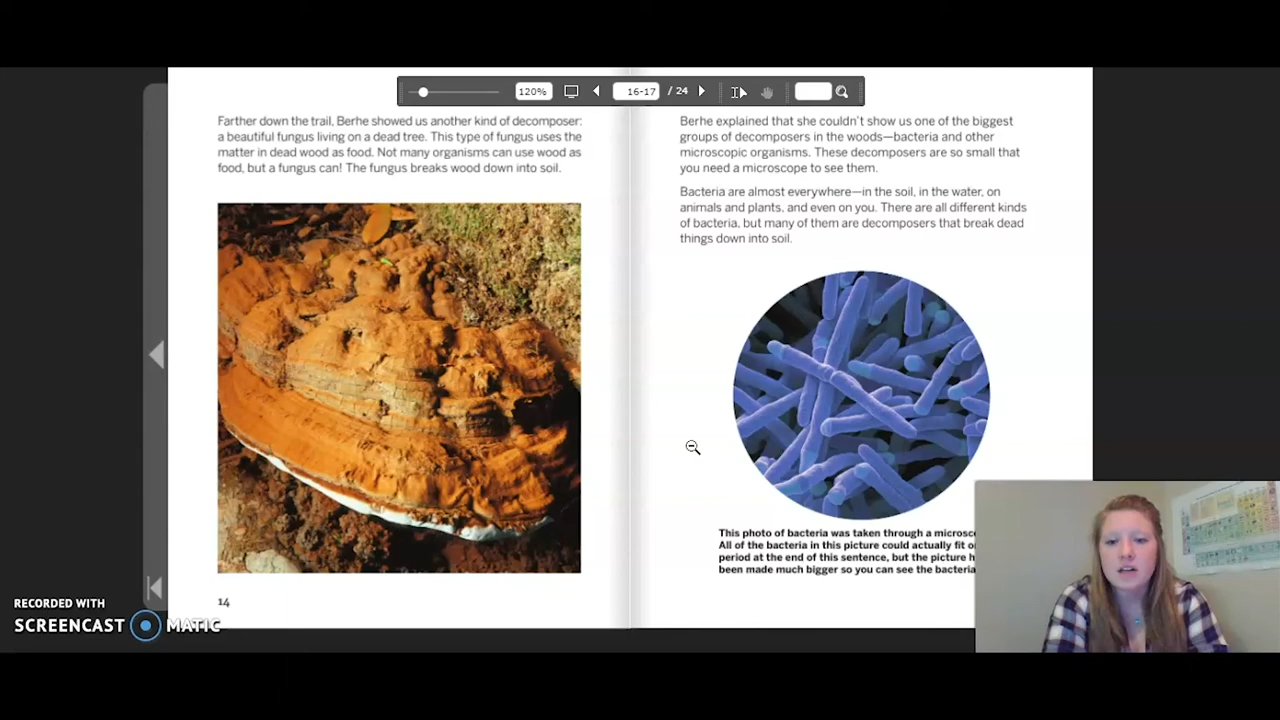 120%
16-17
/ 24
Farther down the trail, Berhe showed us another kind of decomposer:
a beautiful fungus living on a dead tree. This type of fungus uses the
matter in dead wood as food. Not many organisms can use wood as
food, but a fungus can! The fungus breaks wood down into soil.
14
Berhe explained that she couldn't show us one of the biggest
groups of decomposers in the woods—bacteria and other
microscopic organisms. These decomposers are so small that
you need a microscope to see them.
Bacteria are almost everywhere—in the soil, in the water, on
animals and plants, and even on you. There are all different kinds
of bacteria, but many of them are decomposers that break dead
things down into soil.
This photo of bacteria was taken through a
All of the bacteria in this picture could actually fit
period at the end of this sentence, but the picture
been made much bigger so you can see the bacteria
RECORDED WITH
SCREENCAST MATIC